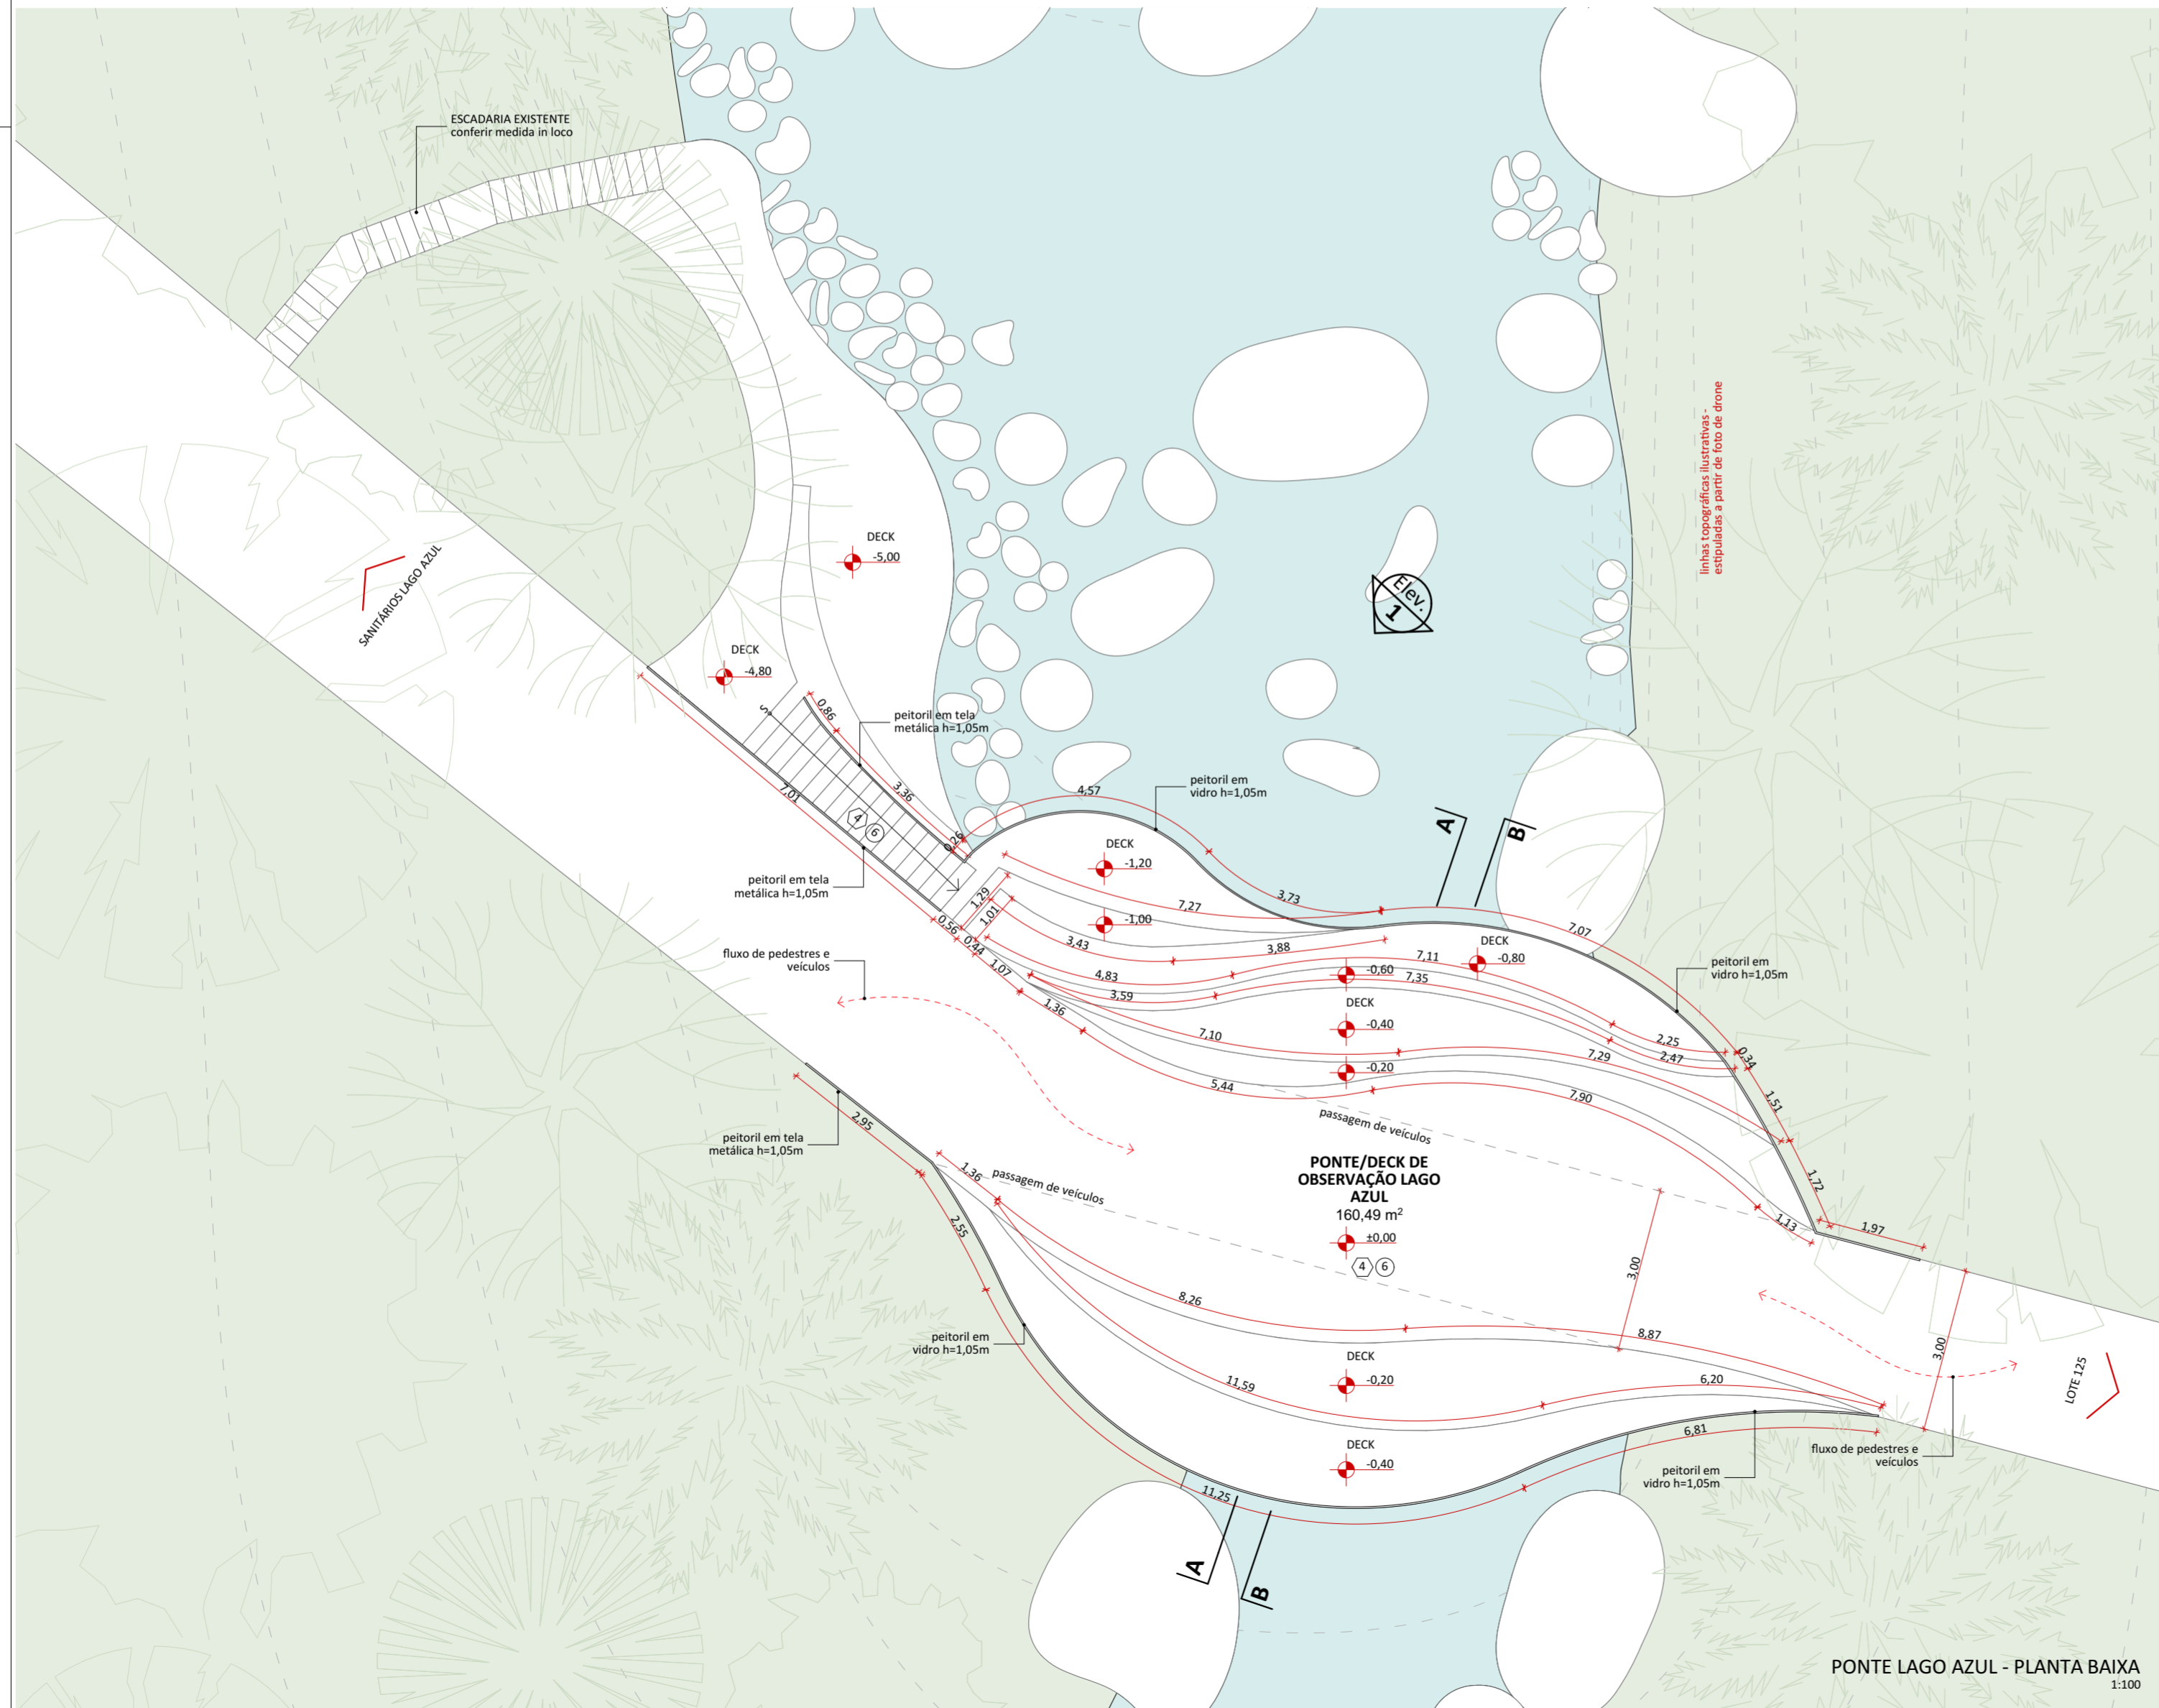 ESCADARIA EXISTENTE
conferir medida in loco
linhas topográficas ilustrativas -
estipuladas a partir de foto de drone
SANITÁRIOS LAGO AZUL
DECK
-5,00
DECK
-4,80
Elev.
1
S
0,86
peitoril em tela
metálica h=1,05m
3,36
7,01
4
6
0,26
4,57
peitoril em
vidro h=1,05m
A
B
peitoril em tela
metálica h=1,05m
DECK
-1,20
1,29
1,01
7,27
3,73
-1,00
7,07
0,56
0,44
1,07
3,43
3,88
DECK
-0,80
7,11
fluxo de pedestres e
veículos
4,83
-0,60
7,35
peitoril em
vidro h=1,05m
3,59
1,36
DECK
-0,40
7,10
2,25
7,29
2,47
0,34
-0,20
5,44
7,90
1,51
passagem de veículos
2,95
peitoril em tela
metálica h=1,05m
1,36
passagem de veículos
PONTE/DECK DE
OBSERVAÇÃO LAGO
AZUL
160,49 m²
±0,00
4
6
1,72
1,13
1,97
2,55
3,00
8,26
8,87
3,00
peitoril em
vidro h=1,05m
DECK
-0,20
11,59
6,20
LOTE 125
6,81
fluxo de pedestres e
veículos
DECK
-0,40
peitoril em
vidro h=1,05m
11,25
A
B
PONTE LAGO AZUL - PLANTA BAIXA
1:100